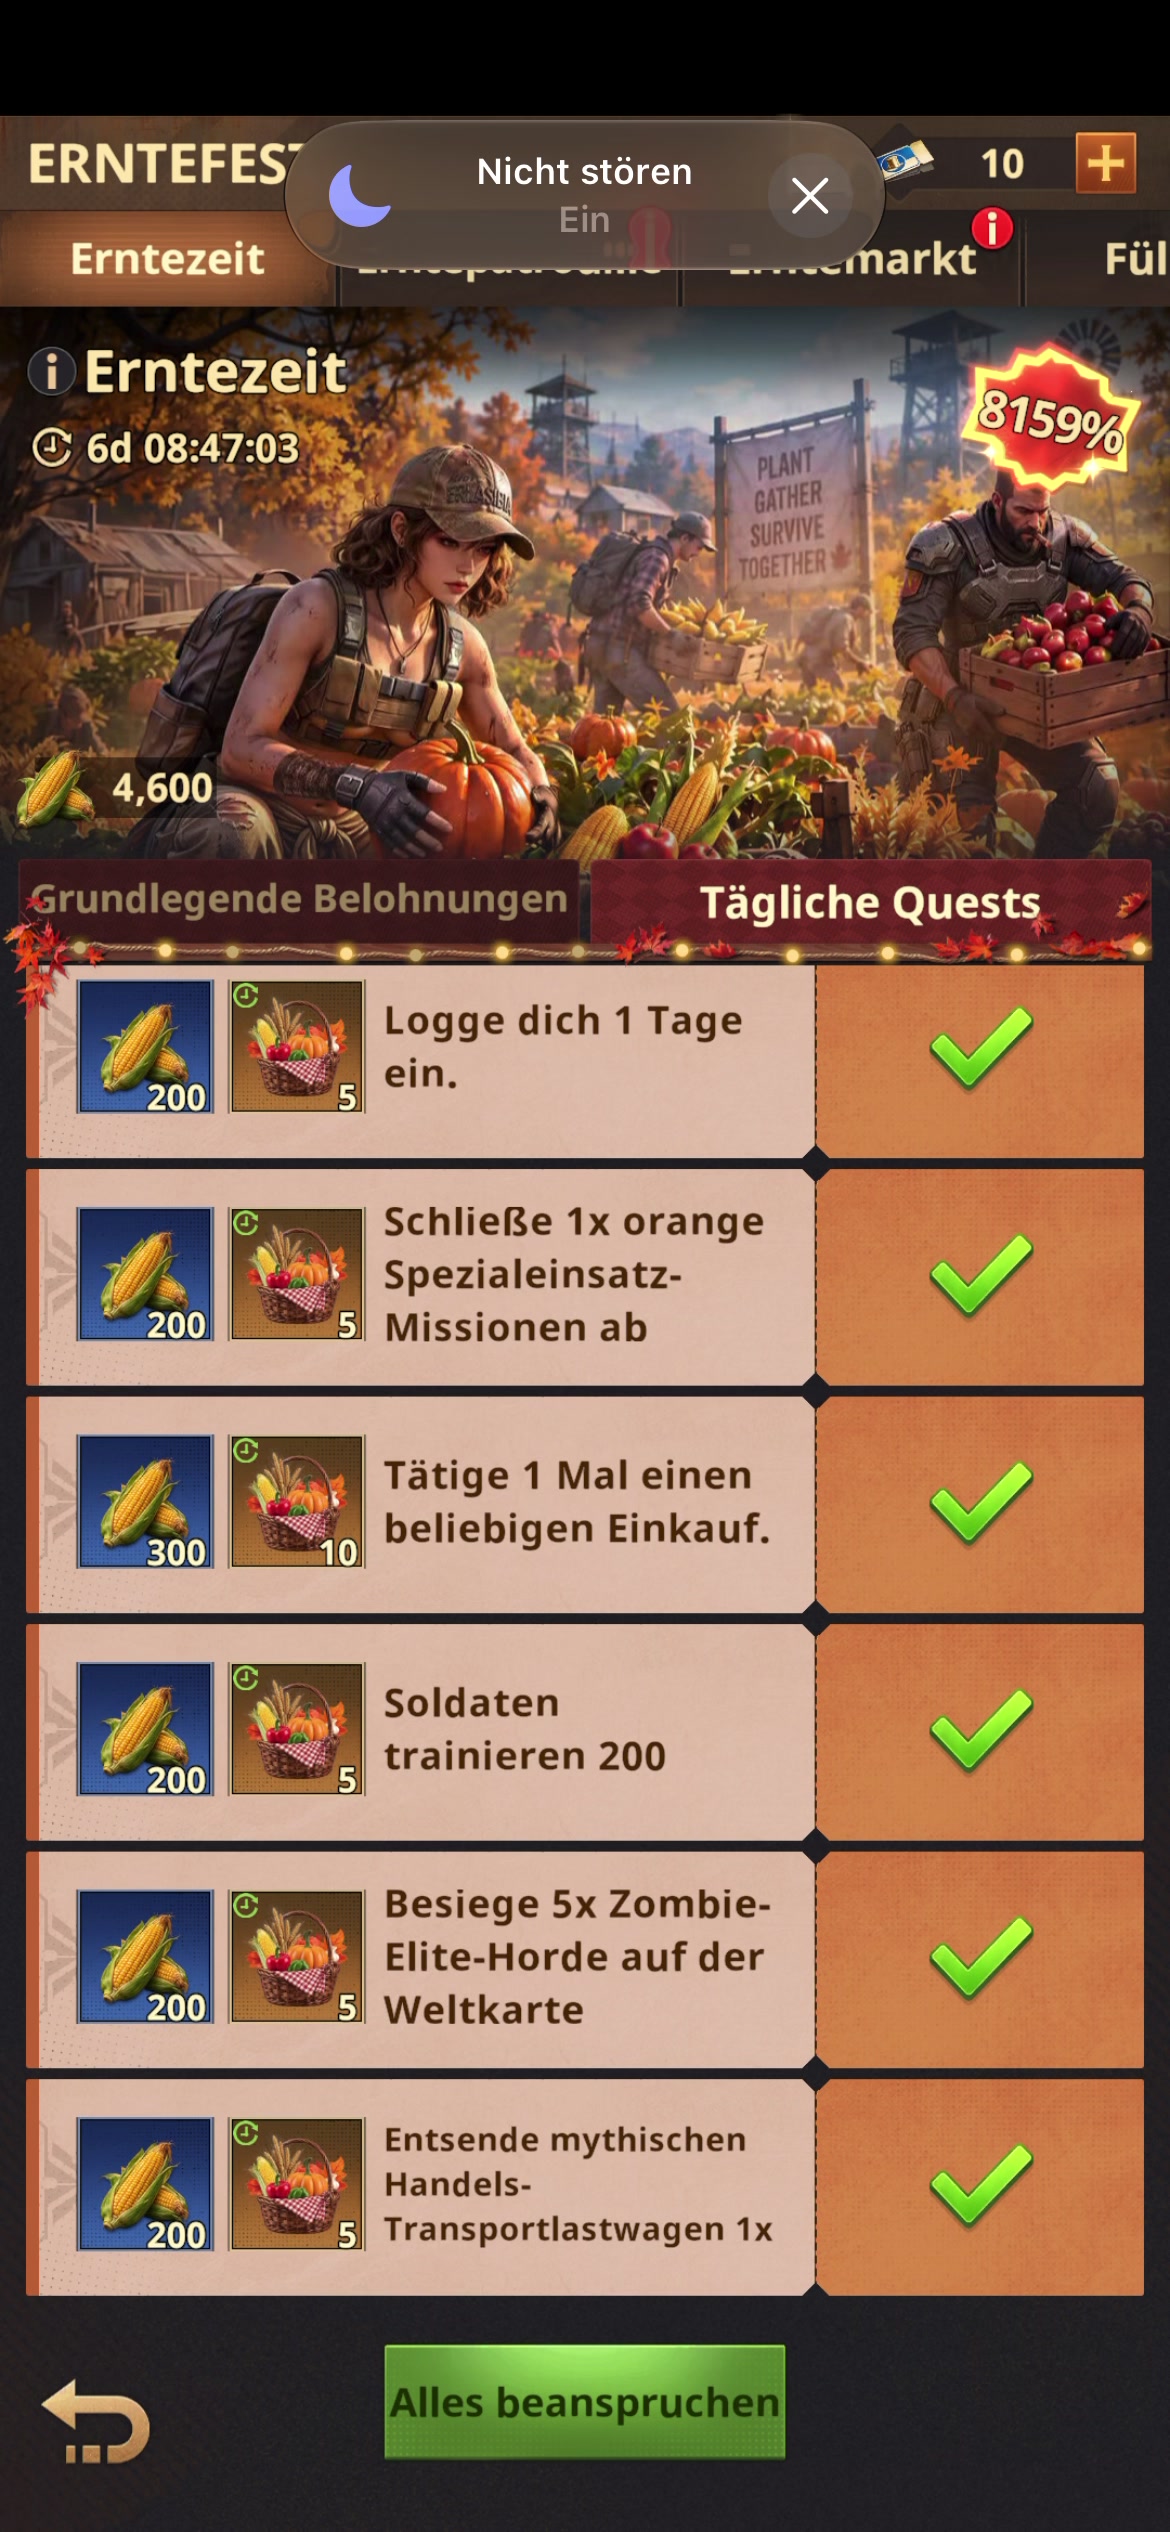 ERNTEFES
Nicht stören
Ein
10
Erntezeit
markt
Fül
Erntezeit
6d 08:47:03
8159%
PLANT
GATHER
SURVIVE
TOGETHER
4,600
Grundlegende Belohnungen
Tägliche Quests
200
5
Logge dich 1 Tage
ein.
200
5
Schließe 1x orange
Spezialeinsatz-
Missionen ab
300
10
Tätige 1 Mal einen
beliebigen Einkauf.
200
5
Soldaten
trainieren 200
200
5
Besiege 5x Zombie-
Elite-Horde auf der
Weltkarte
200
5
Entsende mythischen
Handels-
Transportlastwagen 1x
Alles beanspruchen